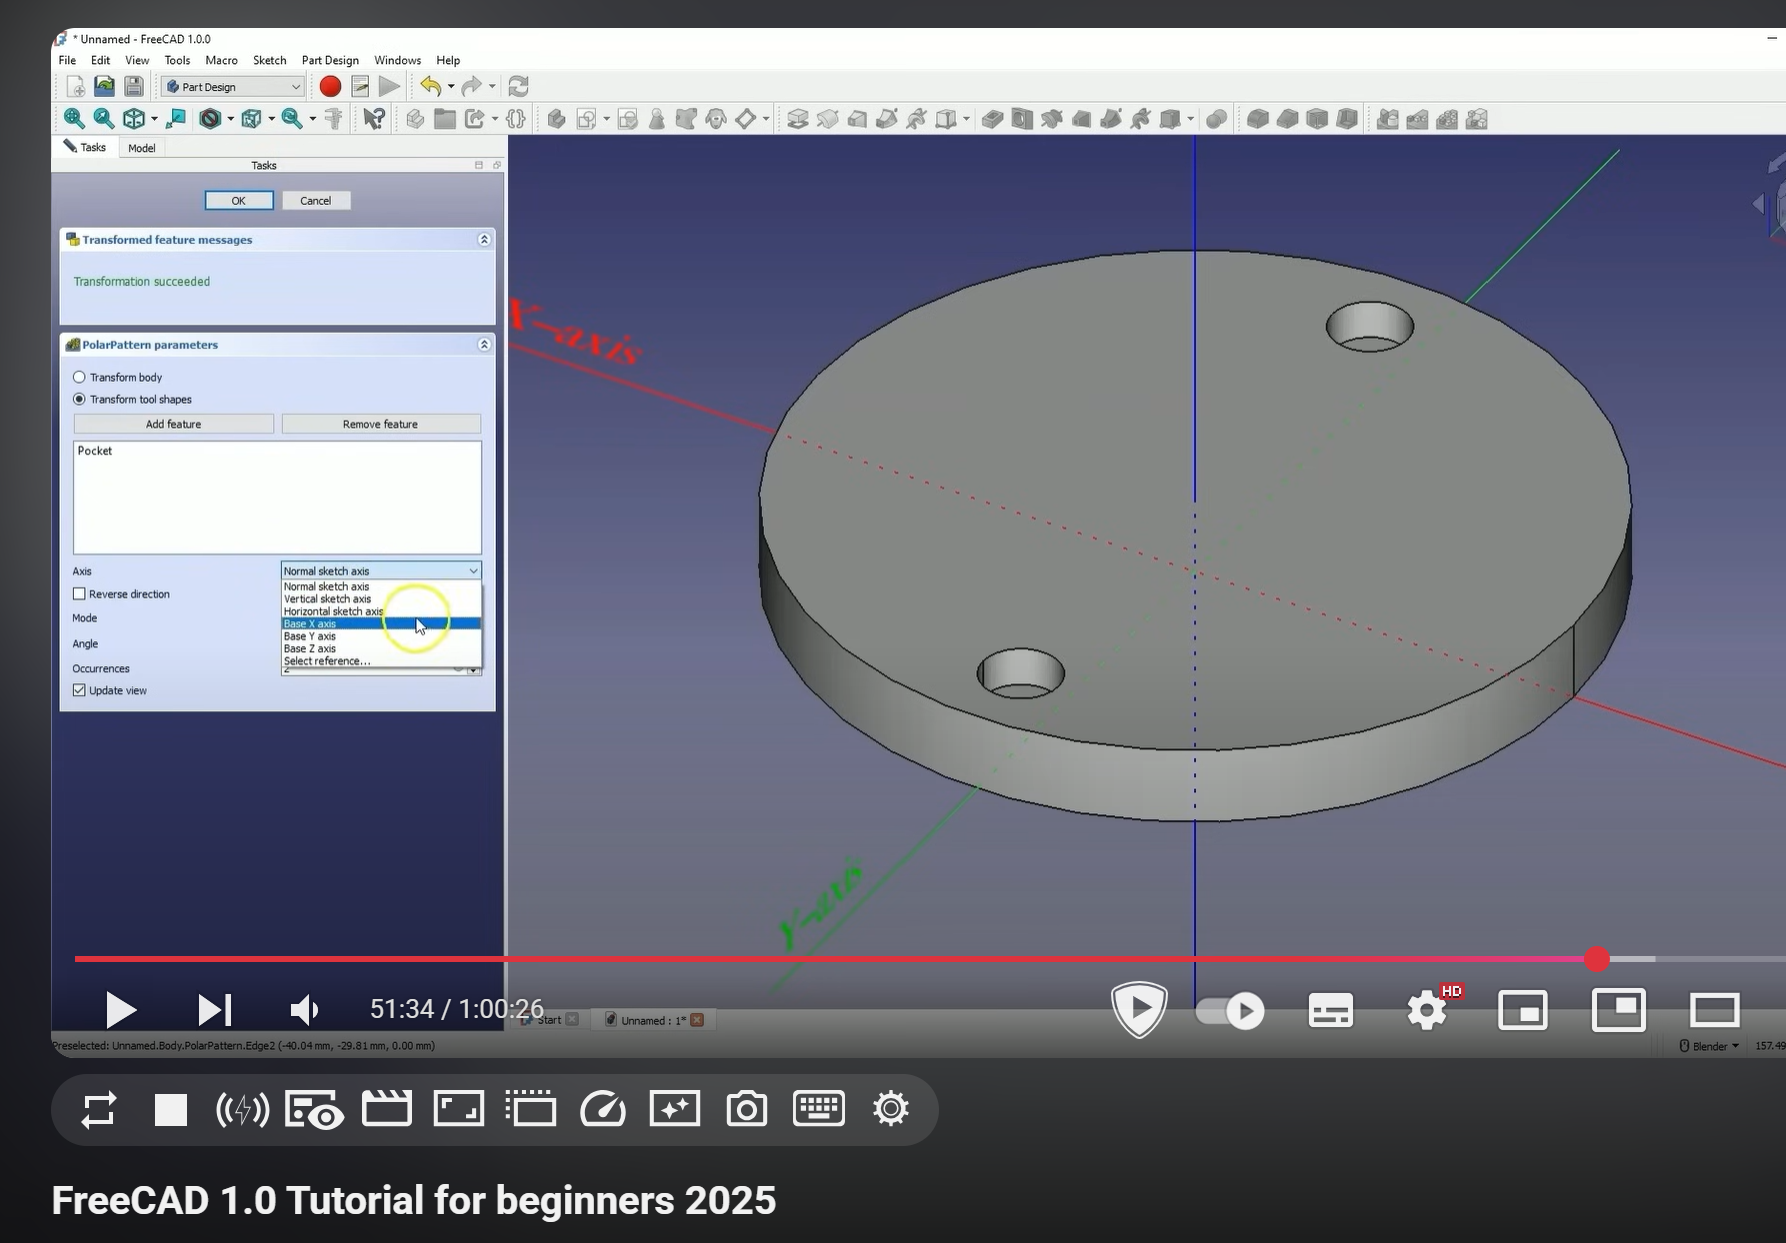 * Unnamed - FreeCAD 1.0.0
File Edit View Tools Macro Sketch Part Design Windows Help
Part Design
Tasks Model
Tasks
OK Cancel
Transformed feature messages
Transformation succeeded
PolarPattern parameters
Transform body
Transform tool shapes
Add feature Remove feature
Pocket
Axis Normal sketch axis
Normal sketch axis
Reverse direction
Vertical sketch axis
Horizontal sketch axis
Mode
Base X axis
Base Y axis
Angle
Base Z axis
Select reference...
Occurrences 2
Update view
X-axis
Y-axis
51:34 / 1:00:26
HD
Start Unnamed : 1*
Preselected: Unnamed.Body.PolarPattern.Edge2 (-40.04 mm, -29.81 mm, 0.00 mm)
Blender 157.49
FreeCAD 1.0 Tutorial for beginners 2025